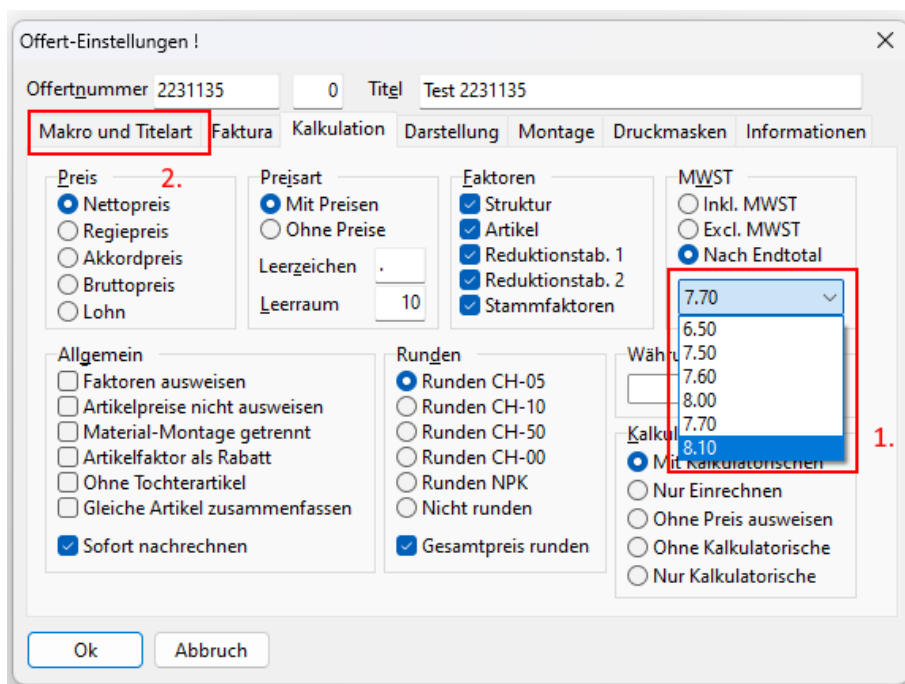 Offert-Einstellungen !
Offertnummer 2231135 0 Titel Test 2231135
Makro und Titelart Faktura Kalkulation Darstellung Montage Druckmasken Informationen
2.
Preis
Nettopreis
Regiepreis
Akkordpreis
Bruttopreis
Lohn
Preisart
Mit Preisen
Ohne Preise
Leerzeichen .
Leerraum 10
Faktoren
Struktur
Artikel
Reduktionstab. 1
Reduktionstab. 2
Stammfaktoren
MWST
Inkl. MWST
Excl. MWST
Nach Endtotal
7.70
6.50
7.50
7.60
8.00
7.70
8.10
1.
Allgemein
Faktoren ausweisen
Artikelpreise nicht ausweisen
Material-Montage getrennt
Artikelfaktor als Rabatt
Ohne Tochterartikel
Gleiche Artikel zusammenfassen
Sofort nachrechnen
Runden
Runden CH-05
Runden CH-10
Runden CH-50
Runden CH-00
Runden NPK
Nicht runden
Gesamtpreis runden
Mit Kalkulatorischen
Nur Einrechnen
Ohne Preis ausweisen
Ohne Kalkulatorische
Nur Kalkulatorische
Ok Abbruch